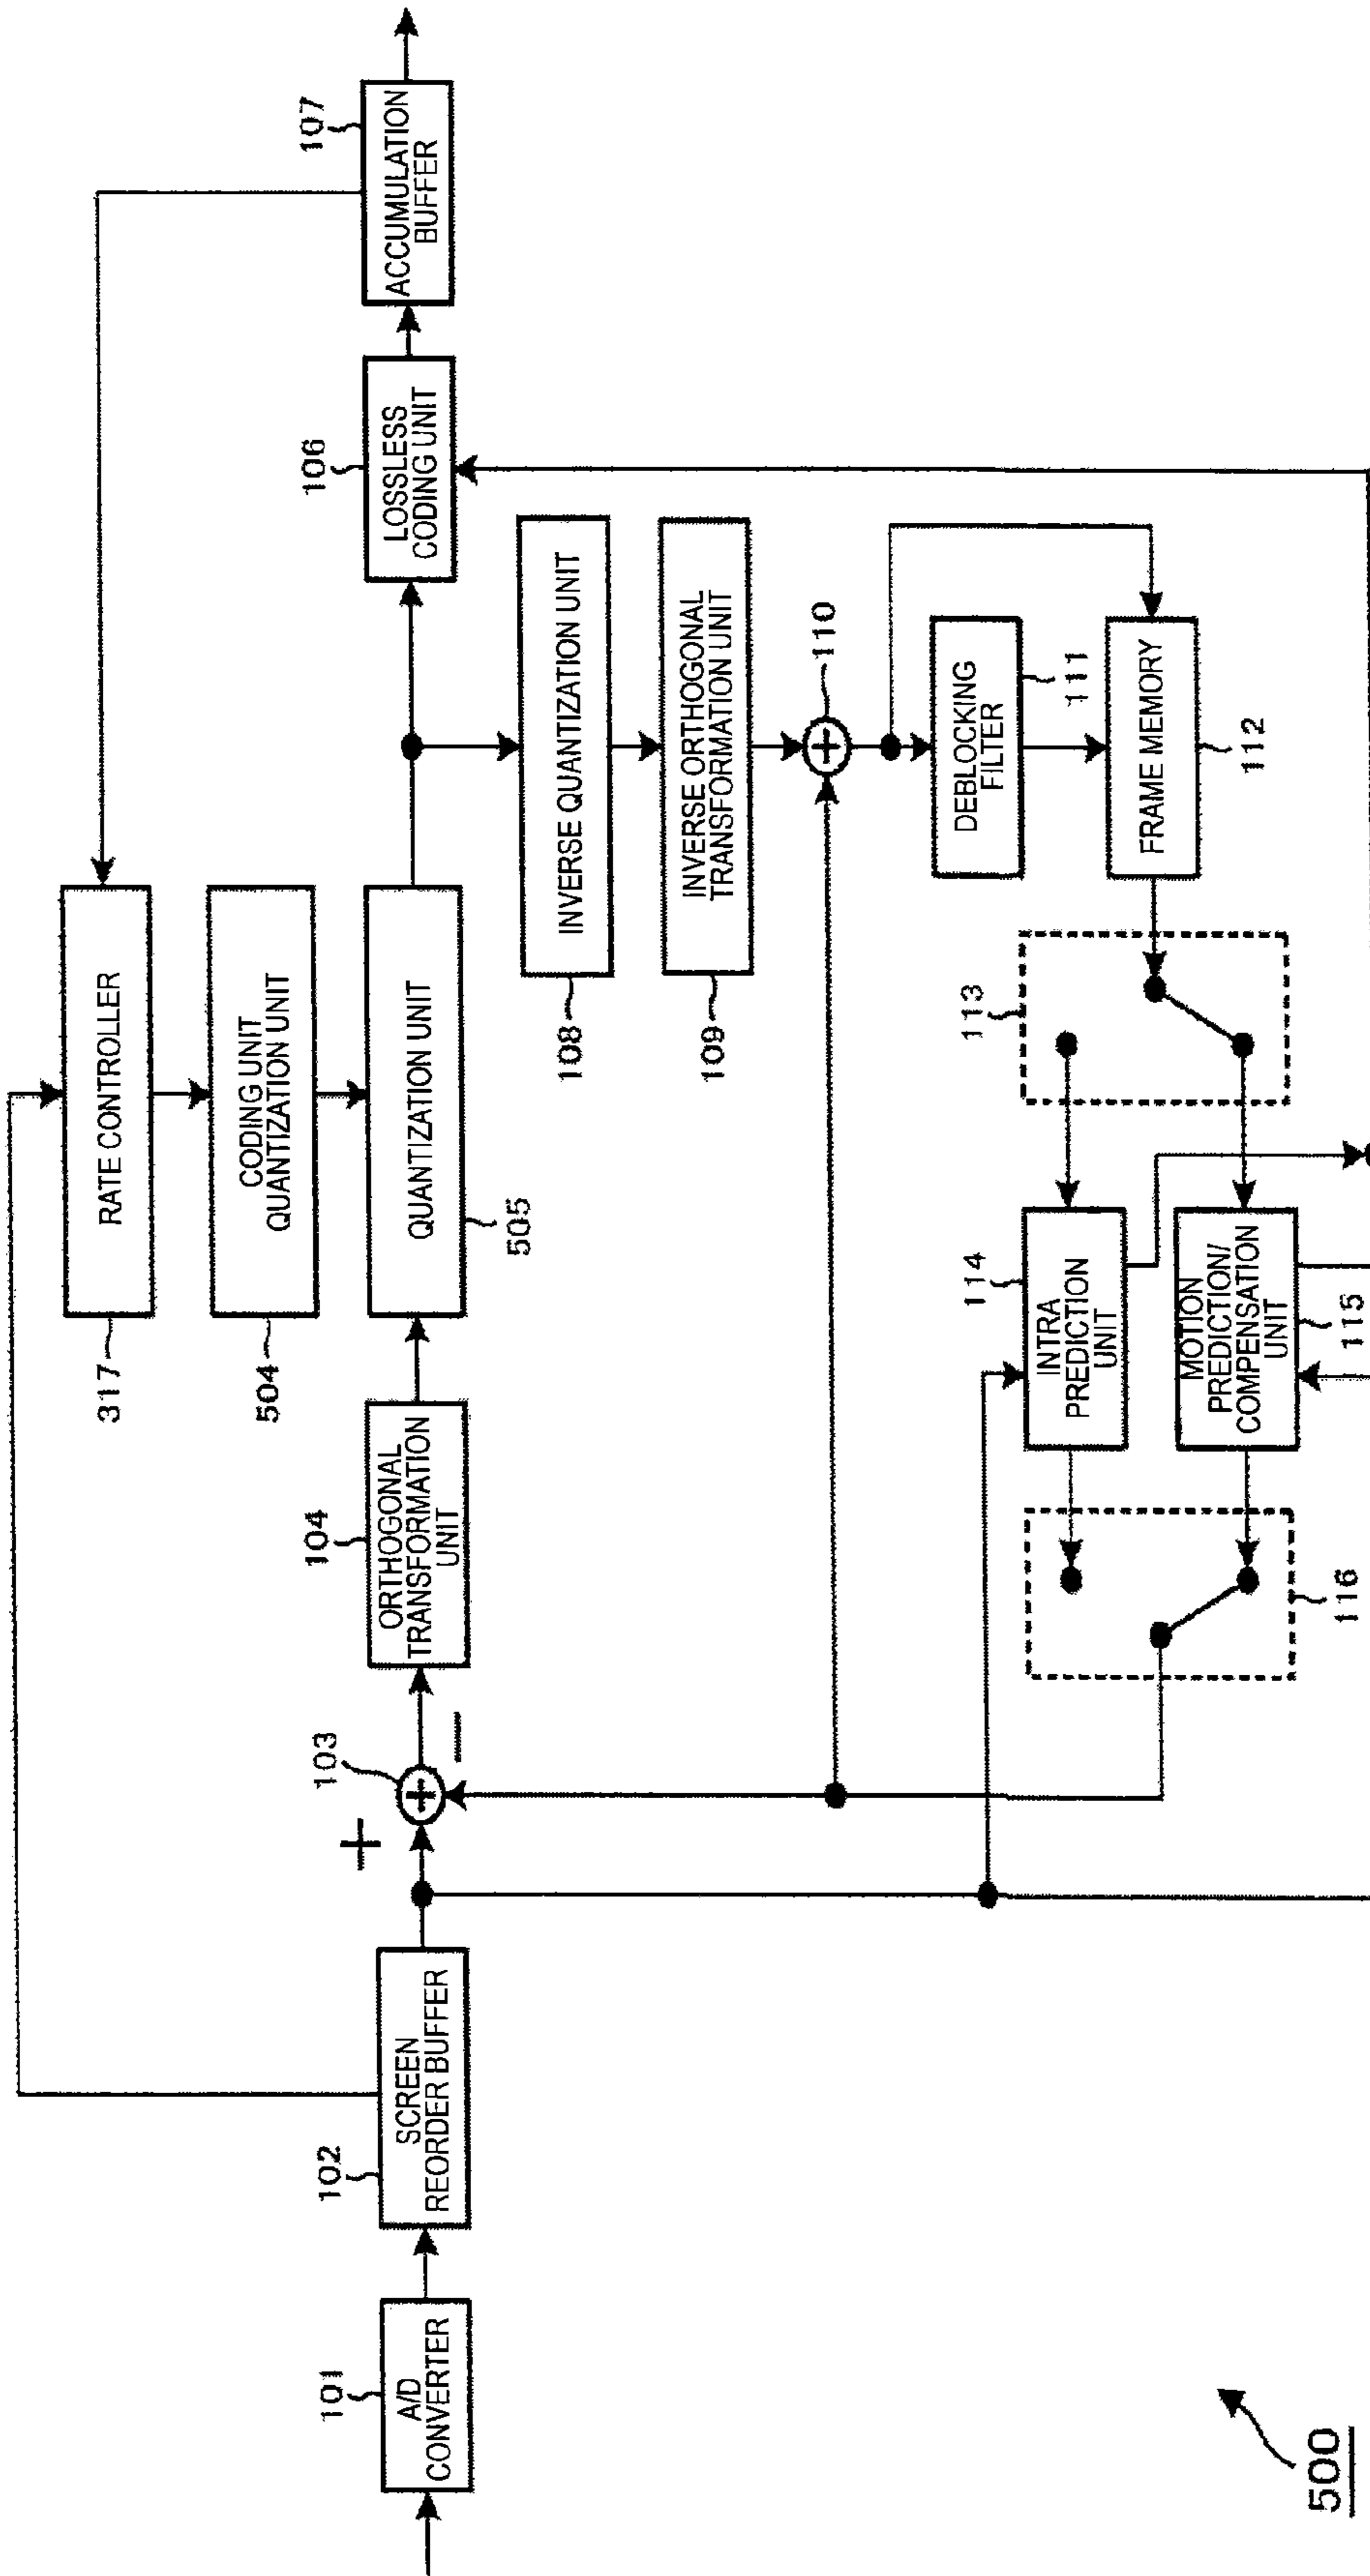 101
A/D
CONVERTER
102
SCREEN
REORDER BUFFER
+
103
+
−
104
ORTHOGONAL
TRANSFORMATION
UNIT
317
RATE CONTROLLER
504
CODING UNIT
QUANTIZATION UNIT
QUANTIZATION UNIT
505
106
LOSSLESS
CODING UNIT
107
ACCUMULATION
BUFFER
108
INVERSE QUANTIZATION UNIT
109
INVERSE ORTHOGONAL
TRANSFORMATION UNIT
+
110
DEBLOCKING
FILTER
111
FRAME MEMORY
112
113
114
INTRA
PREDICTION
UNIT
MOTION
PREDICTION/
COMPENSATION
UNIT
115
116
500